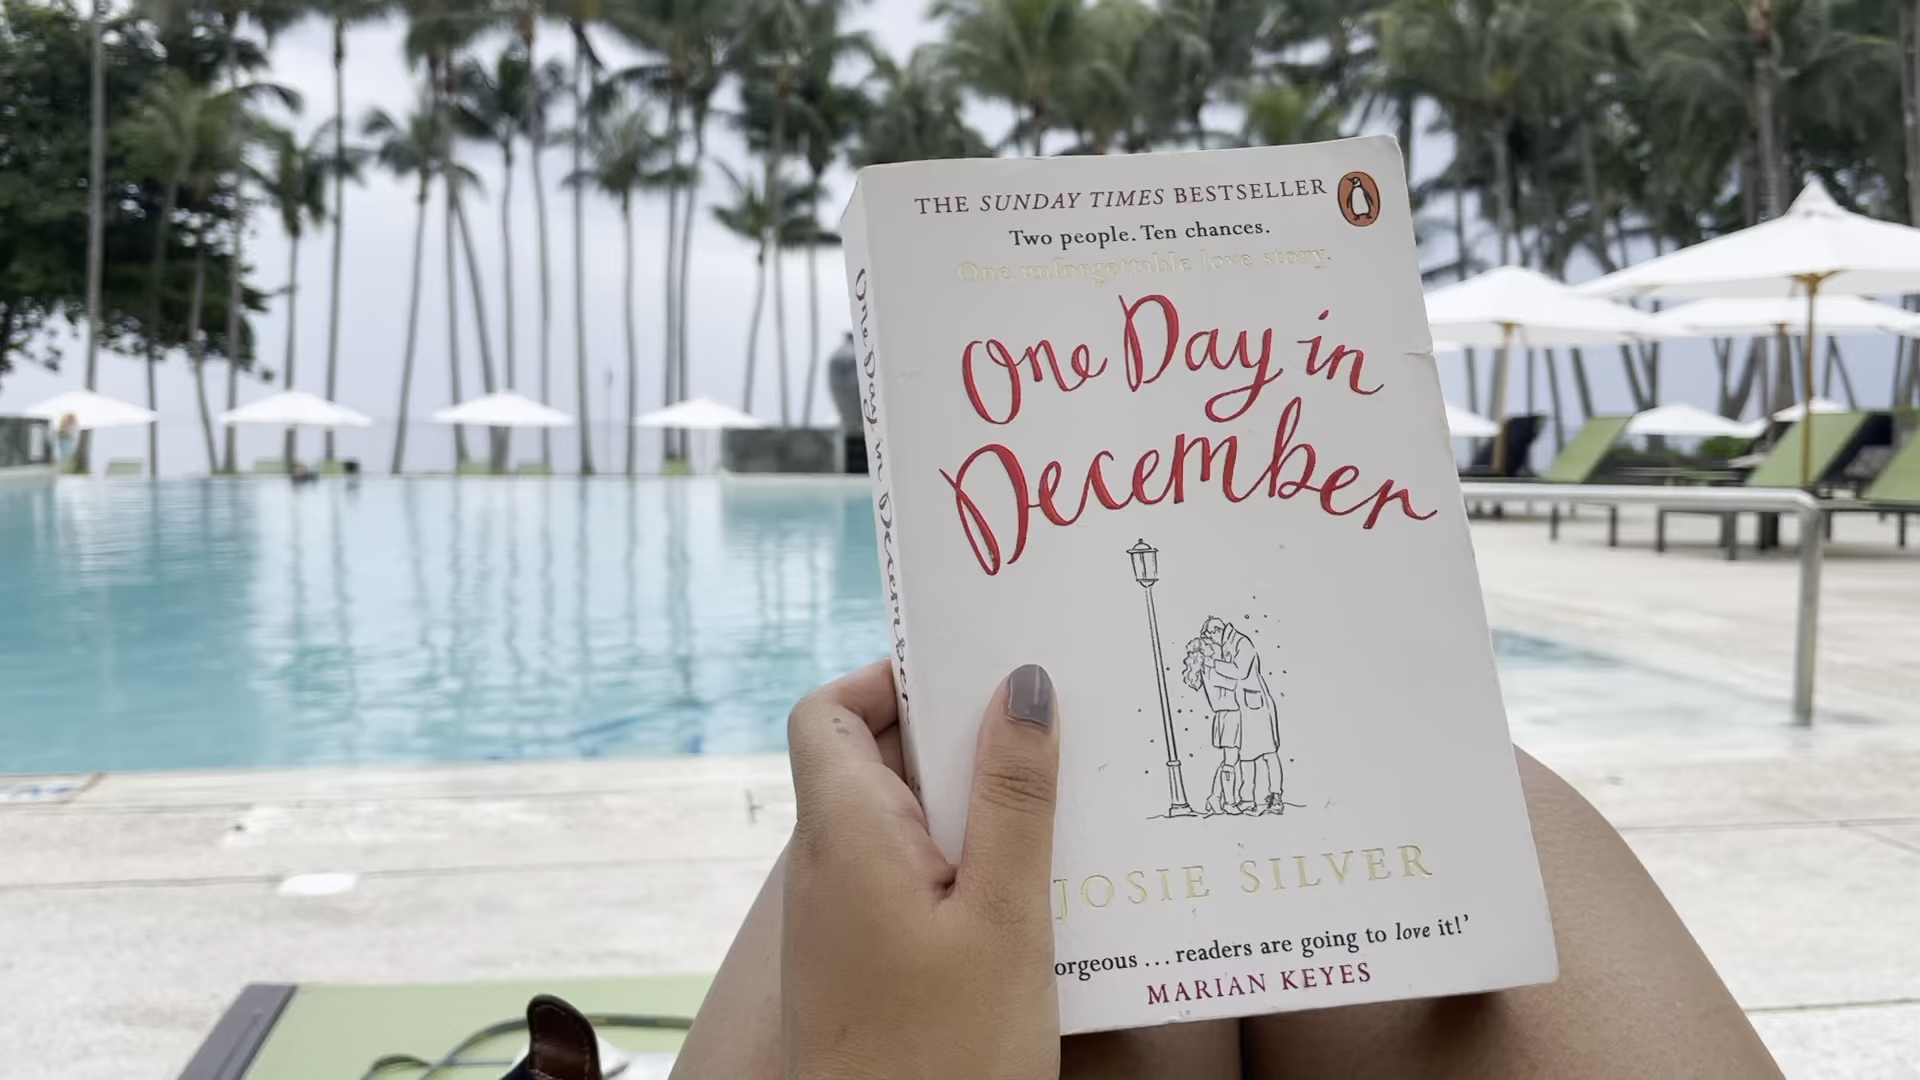 THE SUNDAY TIMES BESTSELLER
Two people. Ten chances.
One unforgettable love story.
One Day in
December
JOSIE SILVER
orgeous ... readers are going to love it!'
MARIAN KEYES
One Day in December